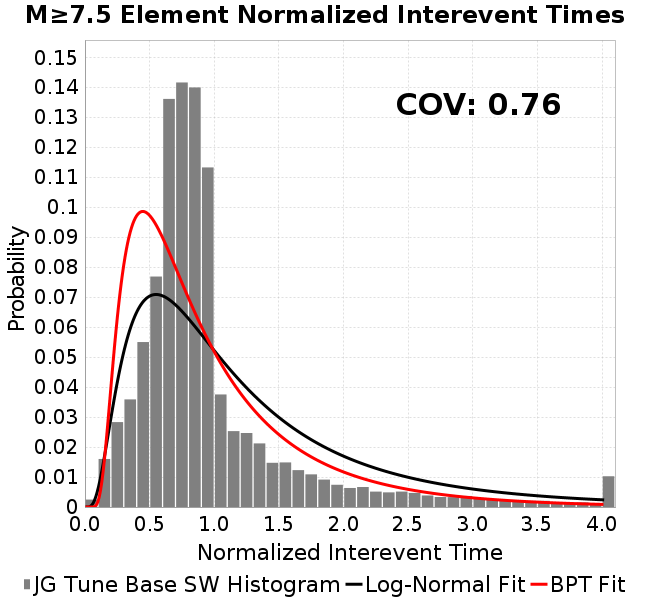 M≥7.5 Element Normalized Interevent Times
COV: 0.76
Probability
0.15
0.14
0.13
0.12
0.11
0.1
0.09
0.08
0.07
0.06
0.05
0.04
0.03
0.02
0.01
0
0.0 0.5 1.0 1.5 2.0 2.5 3.0 3.5 4.0
Normalized Interevent Time
JG Tune Base SW Histogram Log-Normal Fit BPT Fit